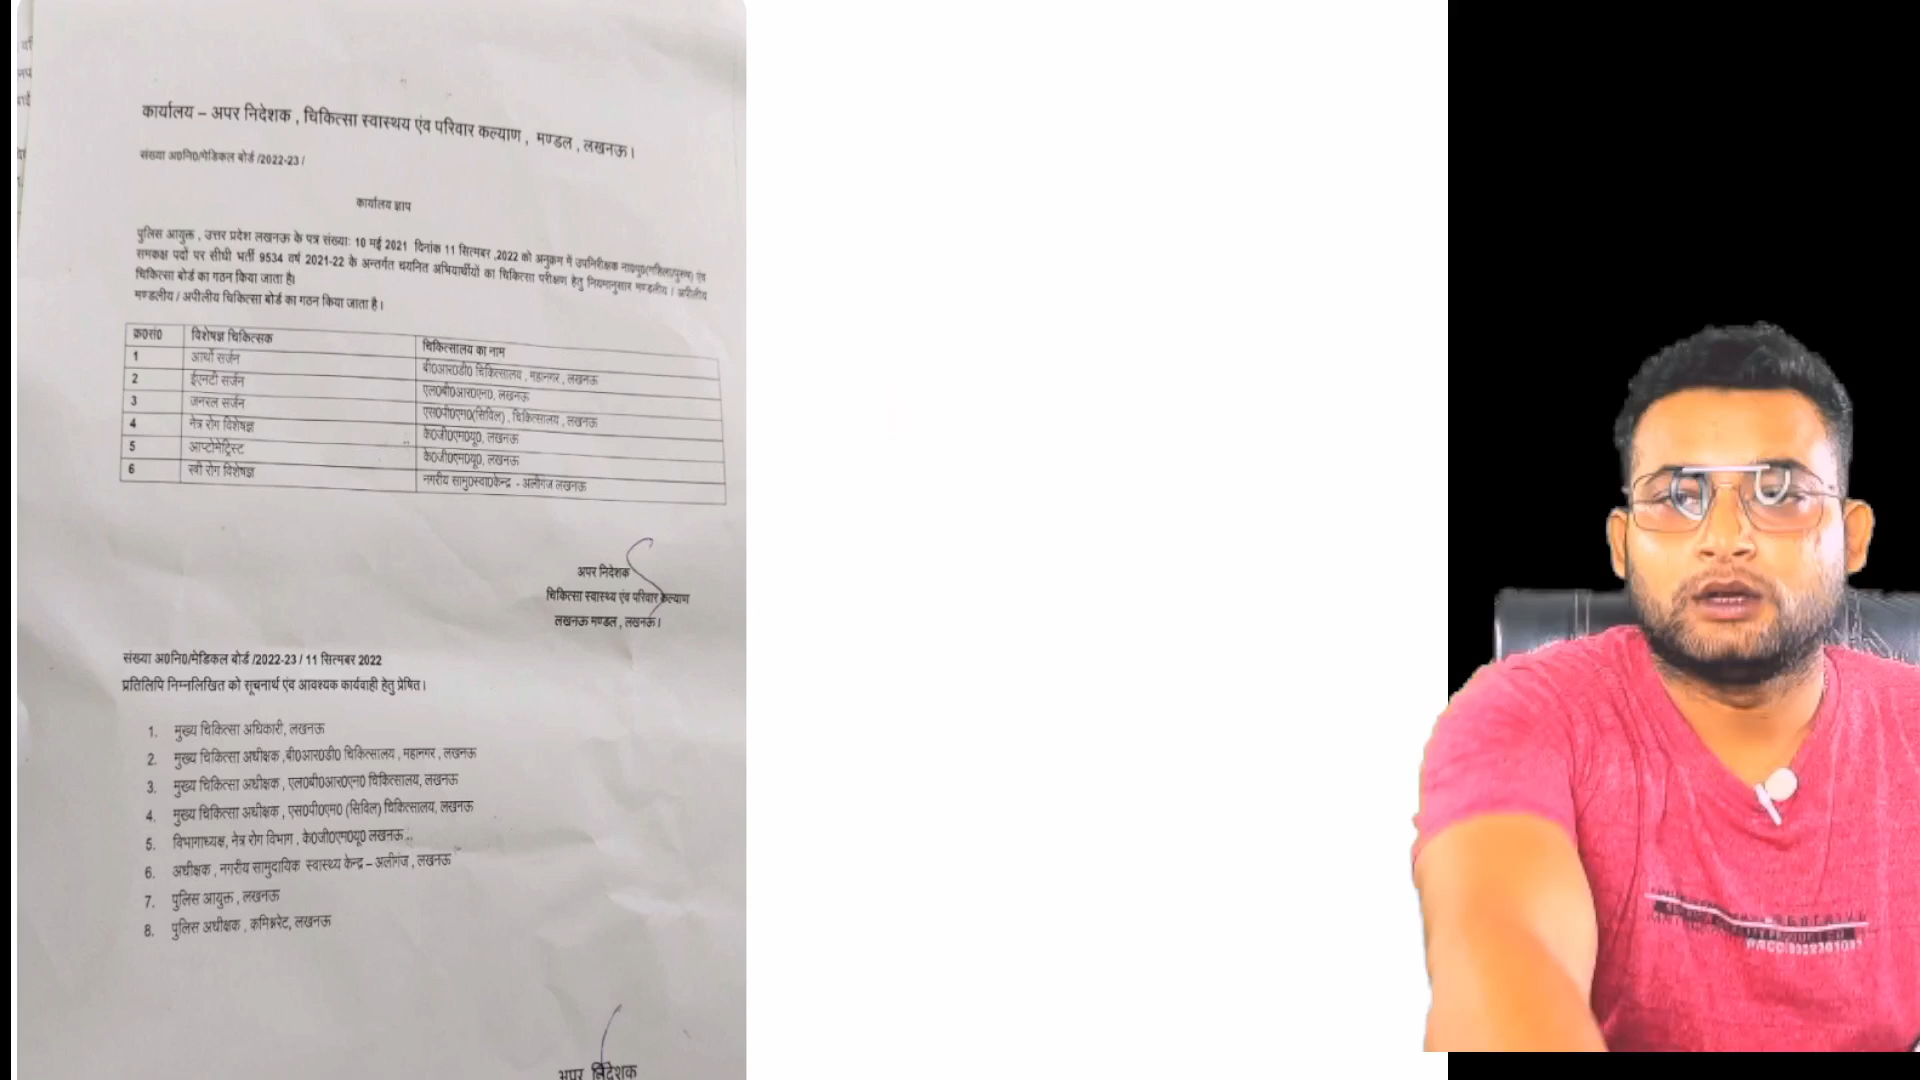 कार्यालय – अपर निदेशक , चिकित्सा स्वास्थय एंव परिवार कल्याण , मण्डल , लखनऊ ।
संख्या अ0नि0/मेडिकल बोर्ड /2022-23 /
कार्यालय ज्ञाप
पुलिस आयुक्त , उत्तर प्रदेश लखनऊ के पत्र संख्या: 10 मई 2021 दिनांक 11 सितम्बर ,2022 को अनुक्रम में उपनिरीक्षक ना0पु0(महिला/पुरुष) एंव
समकक्ष पदों पर सीधी भर्ती 9534 वर्ष 2021-22 के अन्तर्गत चयनित अभियार्थीयों का चिकित्सा परीक्षण हेतु नियमानुसार मण्डलीय / अपीलीय
चिकित्सा बोर्ड का गठन किया जाता है।
मण्डलीय / अपीलीय चिकित्सा बोर्ड का गठन किया जाता है ।
क्र0सं0 विशेषज्ञ चिकित्सक चिकित्सालय का नाम
1 आर्थो सर्जन बी0आर0डी0 चिकित्सालय , महानगर , लखनऊ
2 ईएनटी सर्जन एल0बी0आर0एन0, लखनऊ
3 जनरल सर्जन एस0पी0एम0(सिविल) , चिकित्सालय , लखनऊ
4 नेत्र रोग विशेषज्ञ के0जी0एम0यू0, लखनऊ
5 आप्टोमेट्रिस्ट के0जी0एम0यू0, लखनऊ
6 स्त्री रोग विशेषज्ञ नगरीय सामु0स्वा0केन्द्र - अलीगंज लखनऊ
अपर निदेशक
चिकित्सा स्वास्थ्य एंव परिवार कल्याण
लखनऊ मण्डल , लखनऊ ।
संख्या अ0नि0/मेडिकल बोर्ड /2022-23 / 11 सितम्बर 2022
प्रतिलिपि निम्नलिखित को सूचनार्थ एंव आवश्यक कार्यवाही हेतु प्रेषित ।
1. मुख्य चिकित्सा अधिकारी, लखनऊ
2. मुख्य चिकित्सा अधीक्षक ,बी0आर0डी0 चिकित्सालय , महानगर , लखनऊ
3. मुख्य चिकित्सा अधीक्षक , एल0बी0आर0एन0 चिकित्सालय, लखनऊ
4. मुख्य चिकित्सा अधीक्षक , एस0पी0एम0 (सिविल) चिकित्सालय, लखनऊ
5. विभागाध्यक्ष, नेत्र रोग विभाग , के0जी0एम0यू0 लखनऊ
6. अधीक्षक , नगरीय सामुदायिक स्वास्थ्य केन्द्र – अलीगंज , लखनऊ
7. पुलिस आयुक्त , लखनऊ
8. पुलिस अधीक्षक , कमिश्नरेट, लखनऊ
अपर निदेशक